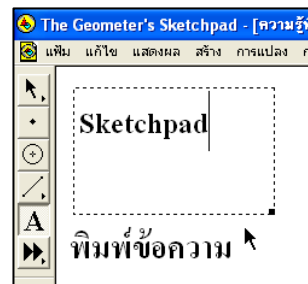 The Geometer's Sketchpad - [ความรู้
แฟ้ม แก้ไข แสดงผล สร้าง การแปลง
Sketchpad
A
พิมพ์ข้อความ